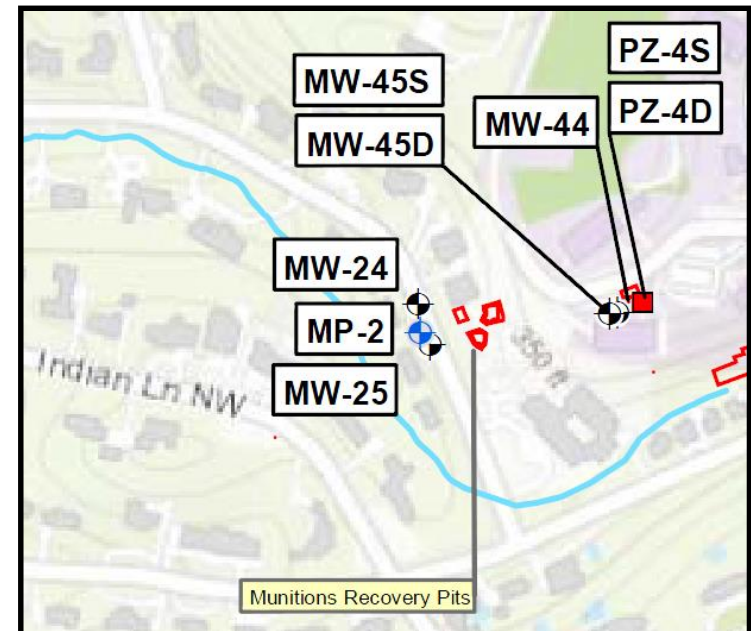 PZ-4S
MW-45S
PZ-4D
MW-44
MW-45D
MW-24
MP-2
MW-25
Indian Ln NW
350 ft
Munitions Recovery Pits